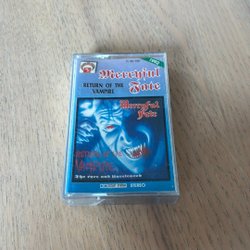 Mercyful
Fate
RETURN OF THE
VAMPIRE
Mercyful
Fate
RETURN OF THE
VAMPIRE
The rare and Unreleased
STEREO